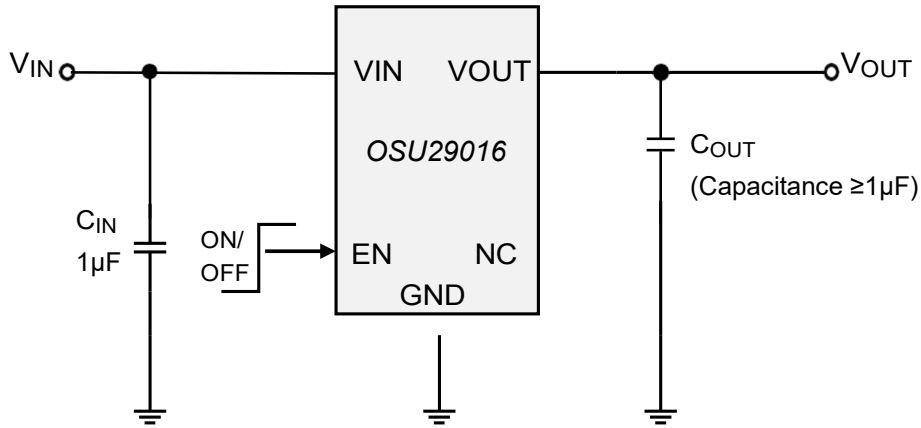 VIN
VIN VOUT
VOUT
OSU29016
COUT
(Capacitance ≥1µF)
CIN
1µF
ON/
OFF
EN NC
GND